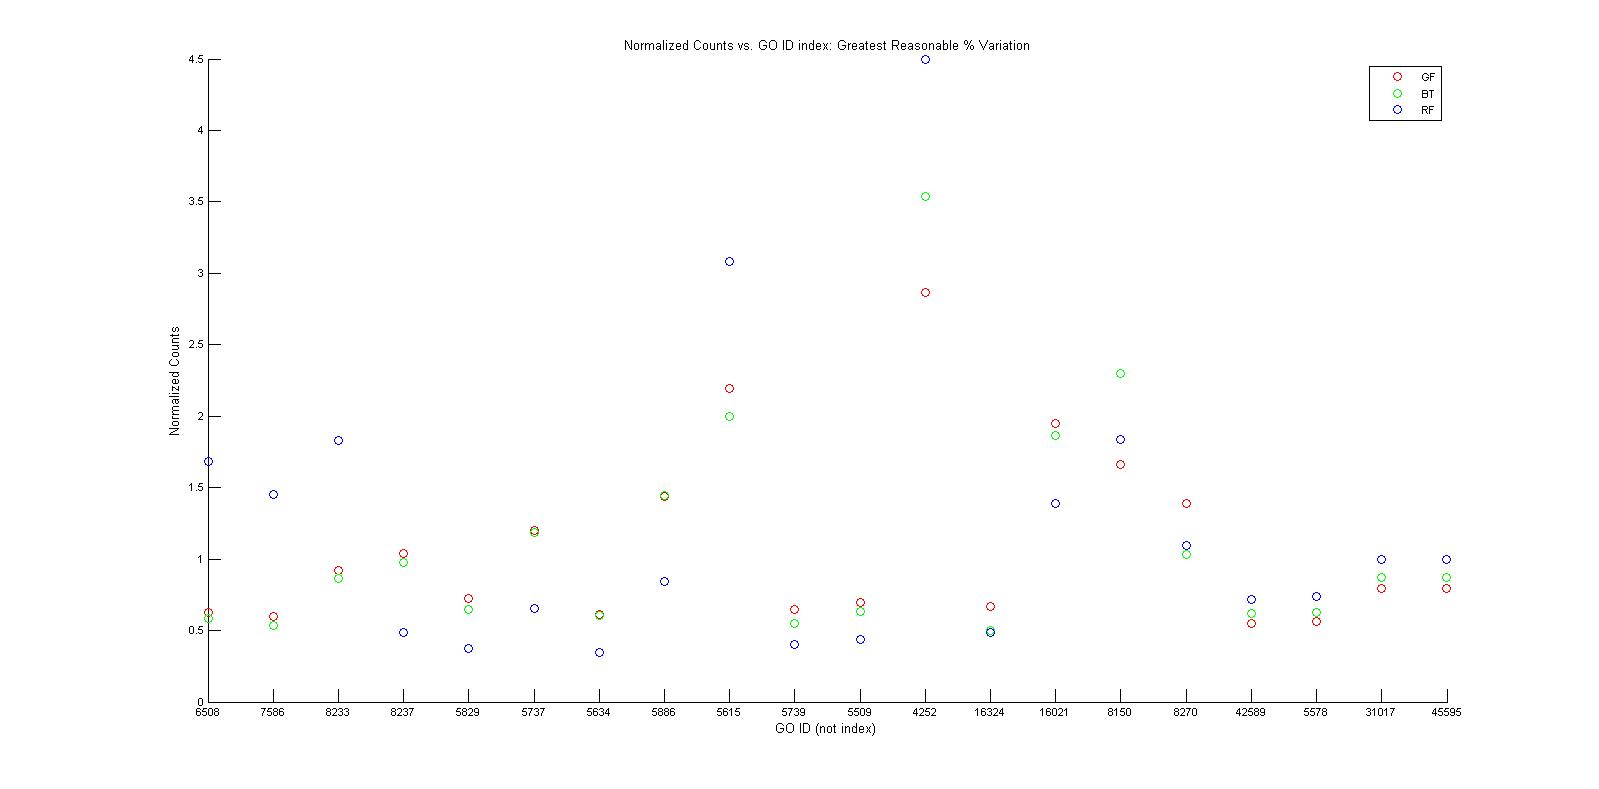 Normalized Counts vs. GO ID index: Greatest Reasonable % Variation
GF
BT
RF
4.5
4
3.5
3
2.5
2
1.5
1
0.5
0
Normalized Counts
6508 7586 8233 8237 5829 5737 5634 5886 5615 5739 5509 4252 16324 16021 8150 8270 42589 5578 31017 45595
GO ID (not index)